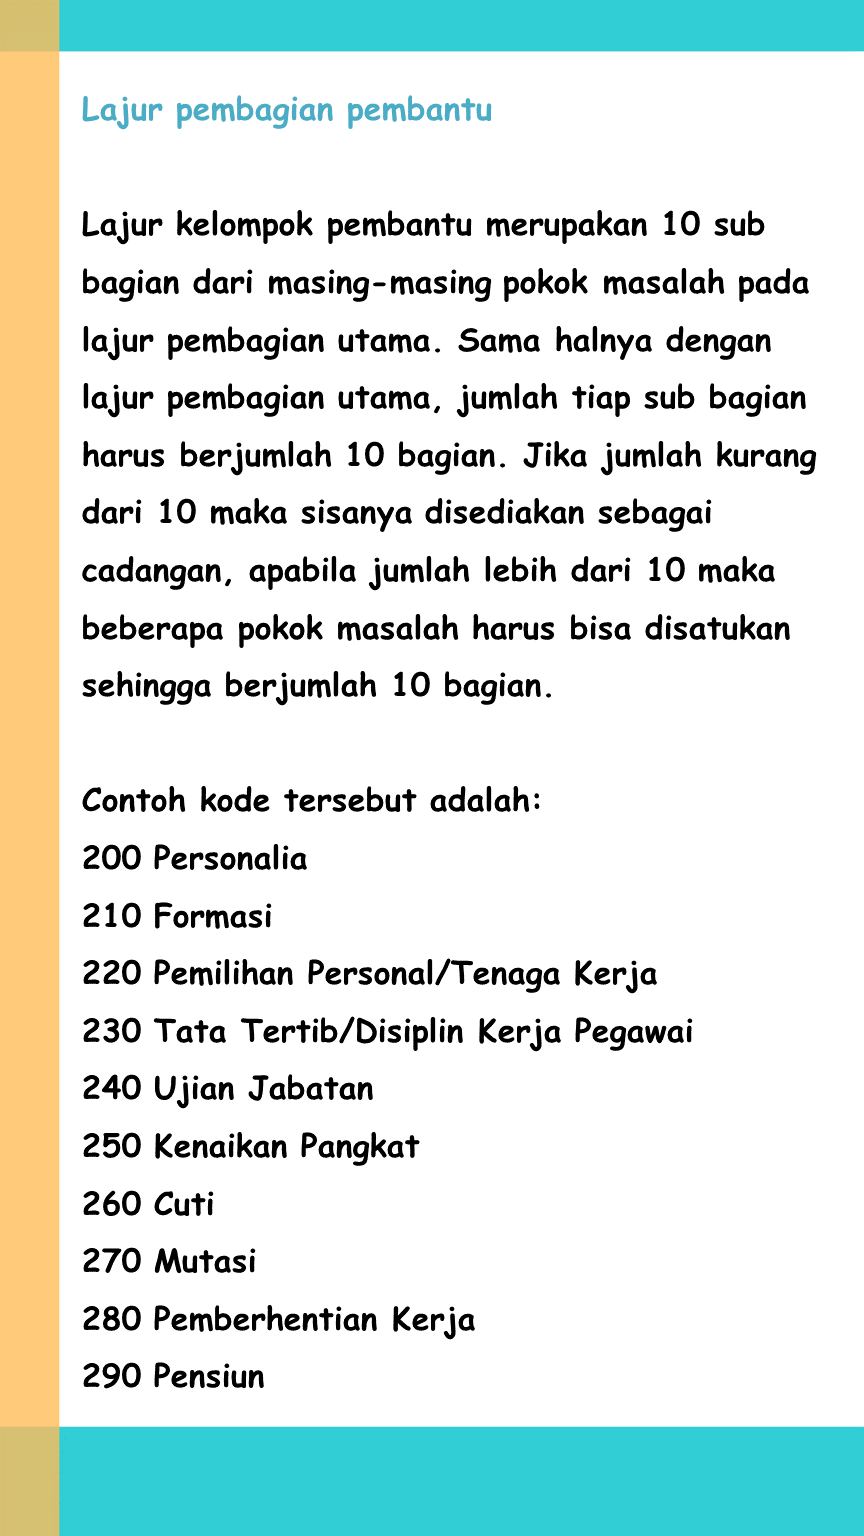 Lajur pembagian pembantu
Lajur kelompok pembantu merupakan 10 sub
bagian dari masing-masing pokok masalah pada
lajur pembagian utama. Sama halnya dengan
lajur pembagian utama, jumlah tiap sub bagian
harus berjumlah 10 bagian. Jika jumlah kurang
dari 10 maka sisanya disediakan sebagai
cadangan, apabila jumlah lebih dari 10 maka
beberapa pokok masalah harus bisa disatukan
sehingga berjumlah 10 bagian.
Contoh kode tersebut adalah:
200 Personalia
210 Formasi
220 Pemilihan Personal/Tenaga Kerja
230 Tata Tertib/Disiplin Kerja Pegawai
240 Ujian Jabatan
250 Kenaikan Pangkat
260 Cuti
270 Mutasi
280 Pemberhentian Kerja
290 Pensiun